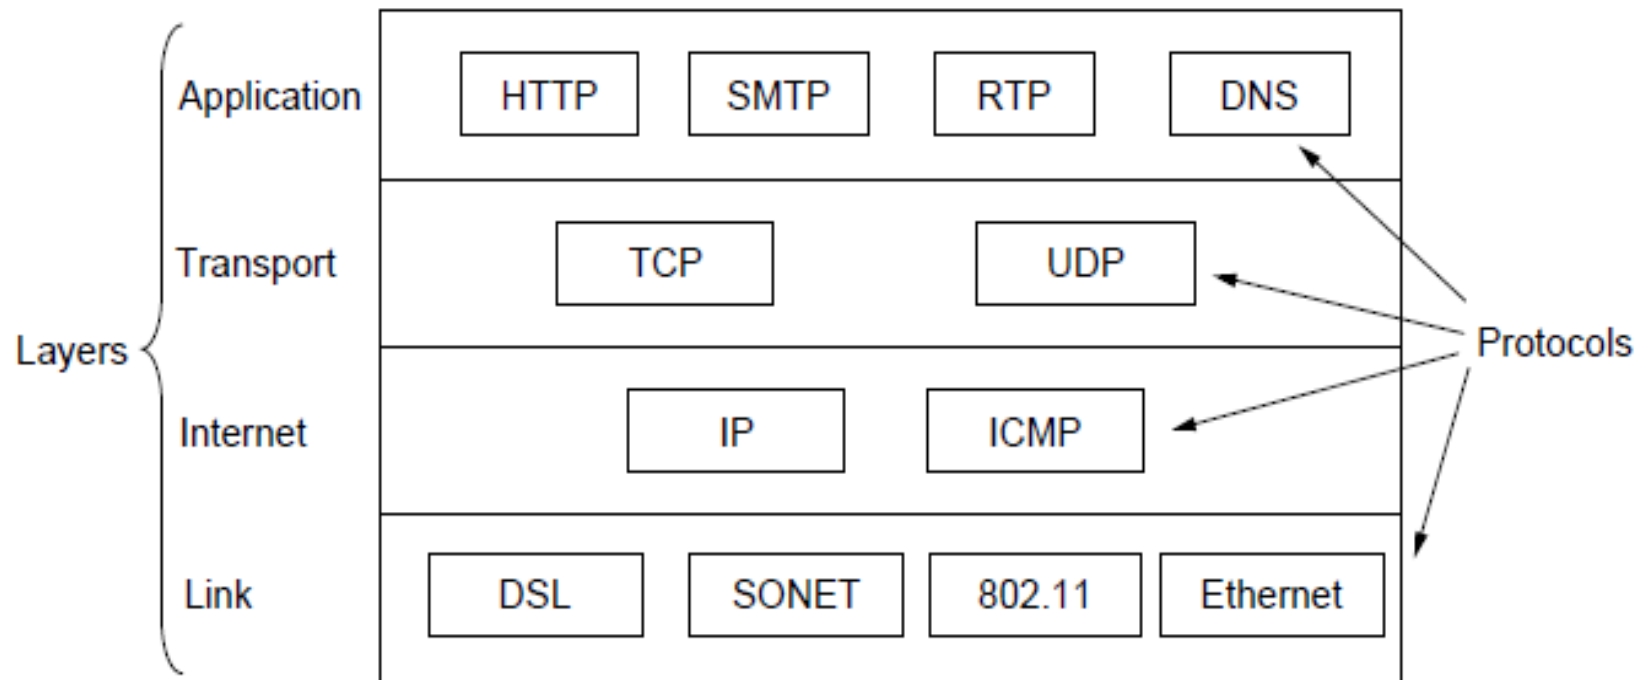 Application HTTP SMTP RTP DNS
Transport TCP UDP
Layers Protocols
Internet IP ICMP
Link DSL SONET 802.11 Ethernet